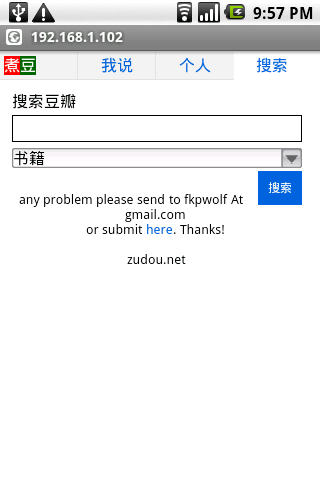 9:57 PM
192.168.1.102
煮豆 我说 个人 搜索
搜索豆瓣
书籍
搜索
any problem please send to fkpwolf At
gmail.com
or submit here. Thanks!
zudou.net